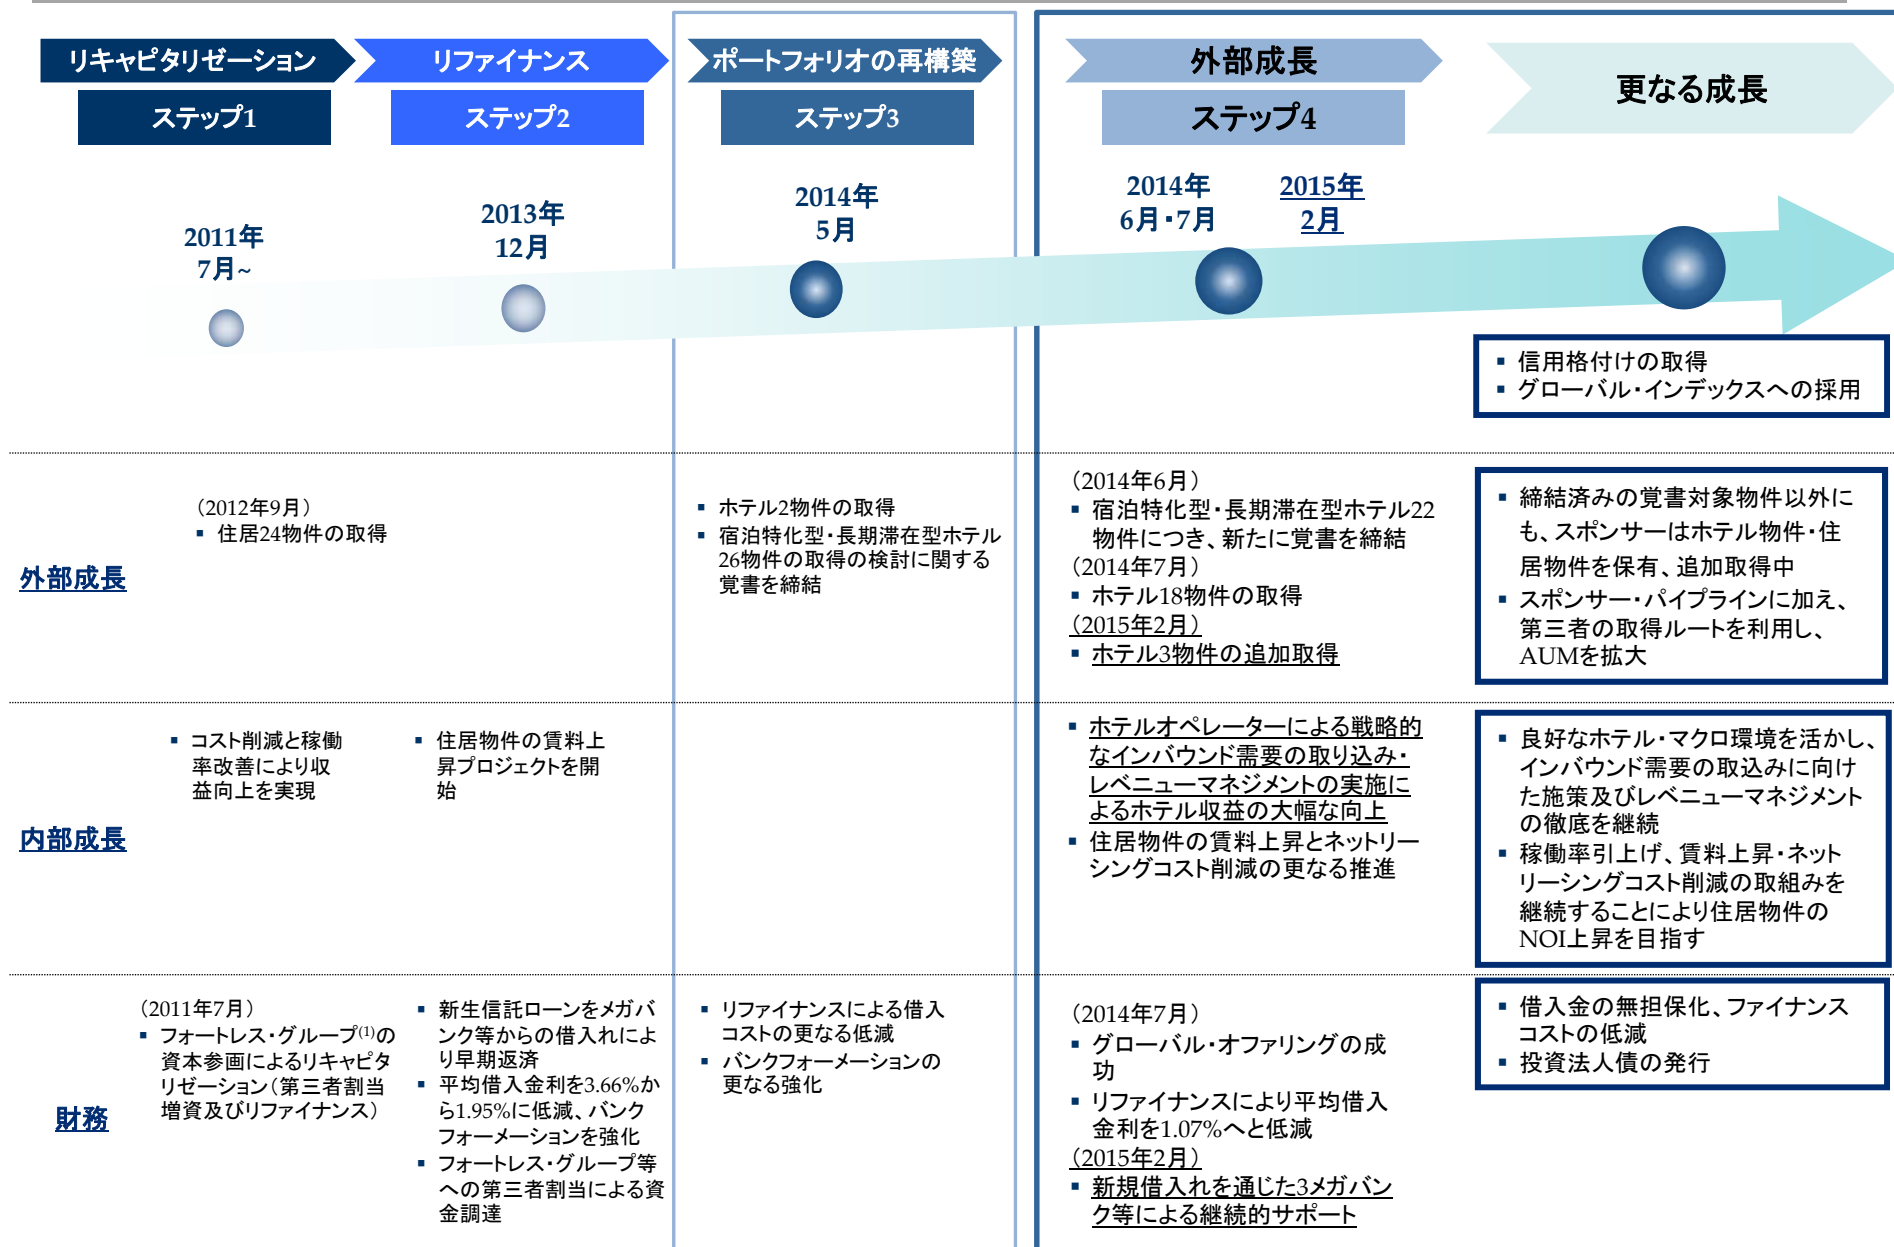 リキャピタリゼーション
リファイナンス
ポートフォリオの再構築
外部成長
更なる成長
ステップ1
ステップ2
ステップ3
ステップ4
2011年
7月~
2013年
12月
2014年
5月
2014年
6月・7月
2015年
2月
▪ 信用格付けの取得
▪ グローバル・インデックスへの採用
外部成長
（2012年9月）
▪ 住居24物件の取得
▪ ホテル2物件の取得
▪ 宿泊特化型・長期滞在型ホテル
26物件の取得の検討に関する
覚書を締結
（2014年6月）
▪ 宿泊特化型・長期滞在型ホテル22
物件につき、新たに覚書を締結
（2014年7月）
▪ ホテル18物件の取得
（2015年2月）
▪ ホテル3物件の追加取得
▪ 締結済みの覚書対象物件以外に
も、スポンサーはホテル物件・住
居物件を保有、追加取得中
▪ スポンサー・パイプラインに加え、
第三者の取得ルートを利用し、
AUMを拡大
内部成長
▪ コスト削減と稼働
率改善により収
益向上を実現
▪ 住居物件の賃料上
昇プロジェクトを開
始
▪ ホテルオペレーターによる戦略的
なインバウンド需要の取り込み・
レベニューマネジメントの実施に
よるホテル収益の大幅な向上
▪ 住居物件の賃料上昇とネットリー
シングコスト削減の更なる推進
▪ 良好なホテル・マクロ環境を活かし、
インバウンド需要の取込みに向け
た施策及びレベニューマネジメント
の徹底を継続
▪ 稼働率引上げ、賃料上昇・ネット
リーシングコスト削減の取組みを
継続することにより住居物件の
NOI上昇を目指す
財務
（2011年7月）
▪ フォートレス・グループ(1)の
資本参画によるリキャピタ
リゼーション（第三者割当
増資及びリファイナンス）
▪ 新生信託ローンをメガバ
ンク等からの借入れによ
り早期返済
▪ 平均借入金利を3.66%か
ら1.95%に低減、バンク
フォーメーションを強化
▪ フォートレス・グループ等
への第三者割当による資
金調達
▪ リファイナンスによる借入
コストの更なる低減
▪ バンクフォーメーションの
更なる強化
（2014年7月）
▪ グローバル・オファリングの成
功
▪ リファイナンスにより平均借入
金利を1.07%へと低減
（2015年2月）
▪ 新規借入れを通じた3メガバン
ク等による継続的サポート
▪ 借入金の無担保化、ファイナンス
コストの低減
▪ 投資法人債の発行